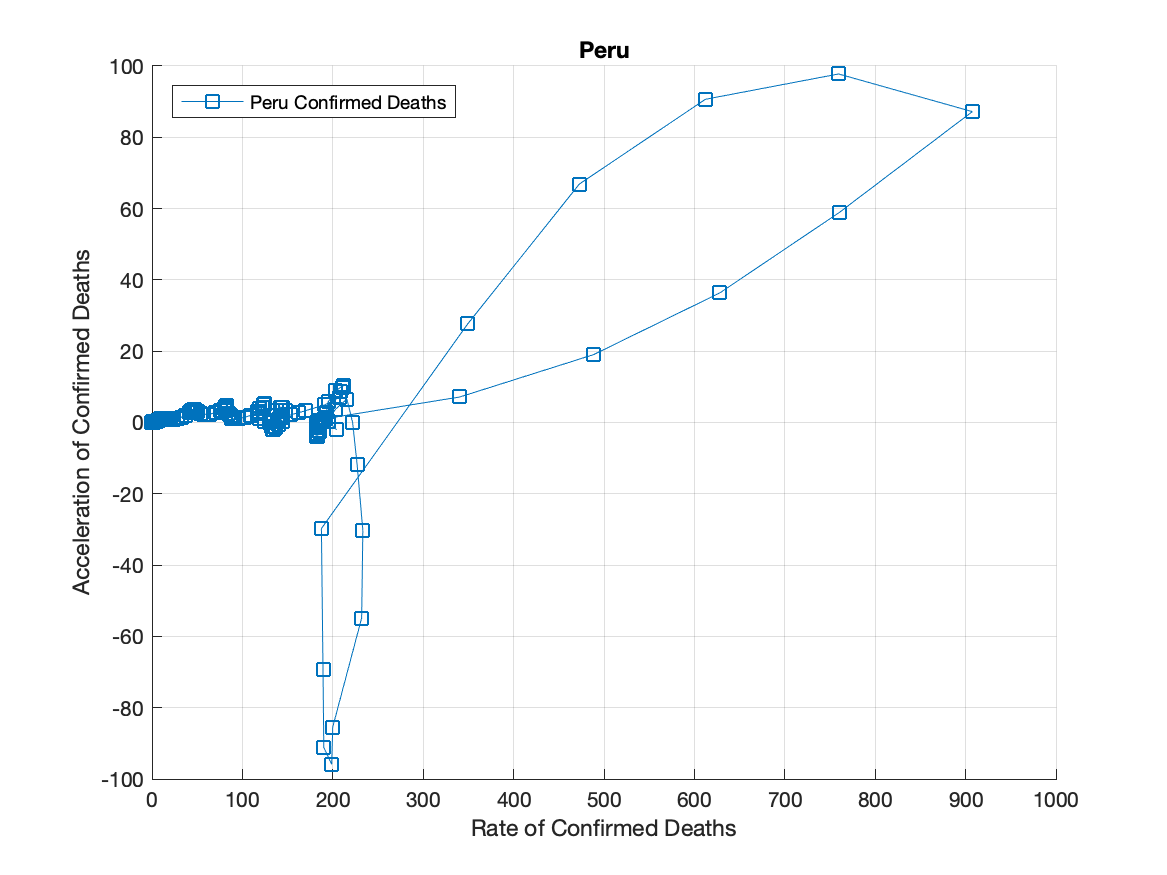 Peru
Peru Confirmed Deaths
100
80
60
40
20
0
-20
-40
-60
-80
-100
Acceleration of Confirmed Deaths
0 100 200 300 400 500 600 700 800 900 1000
Rate of Confirmed Deaths